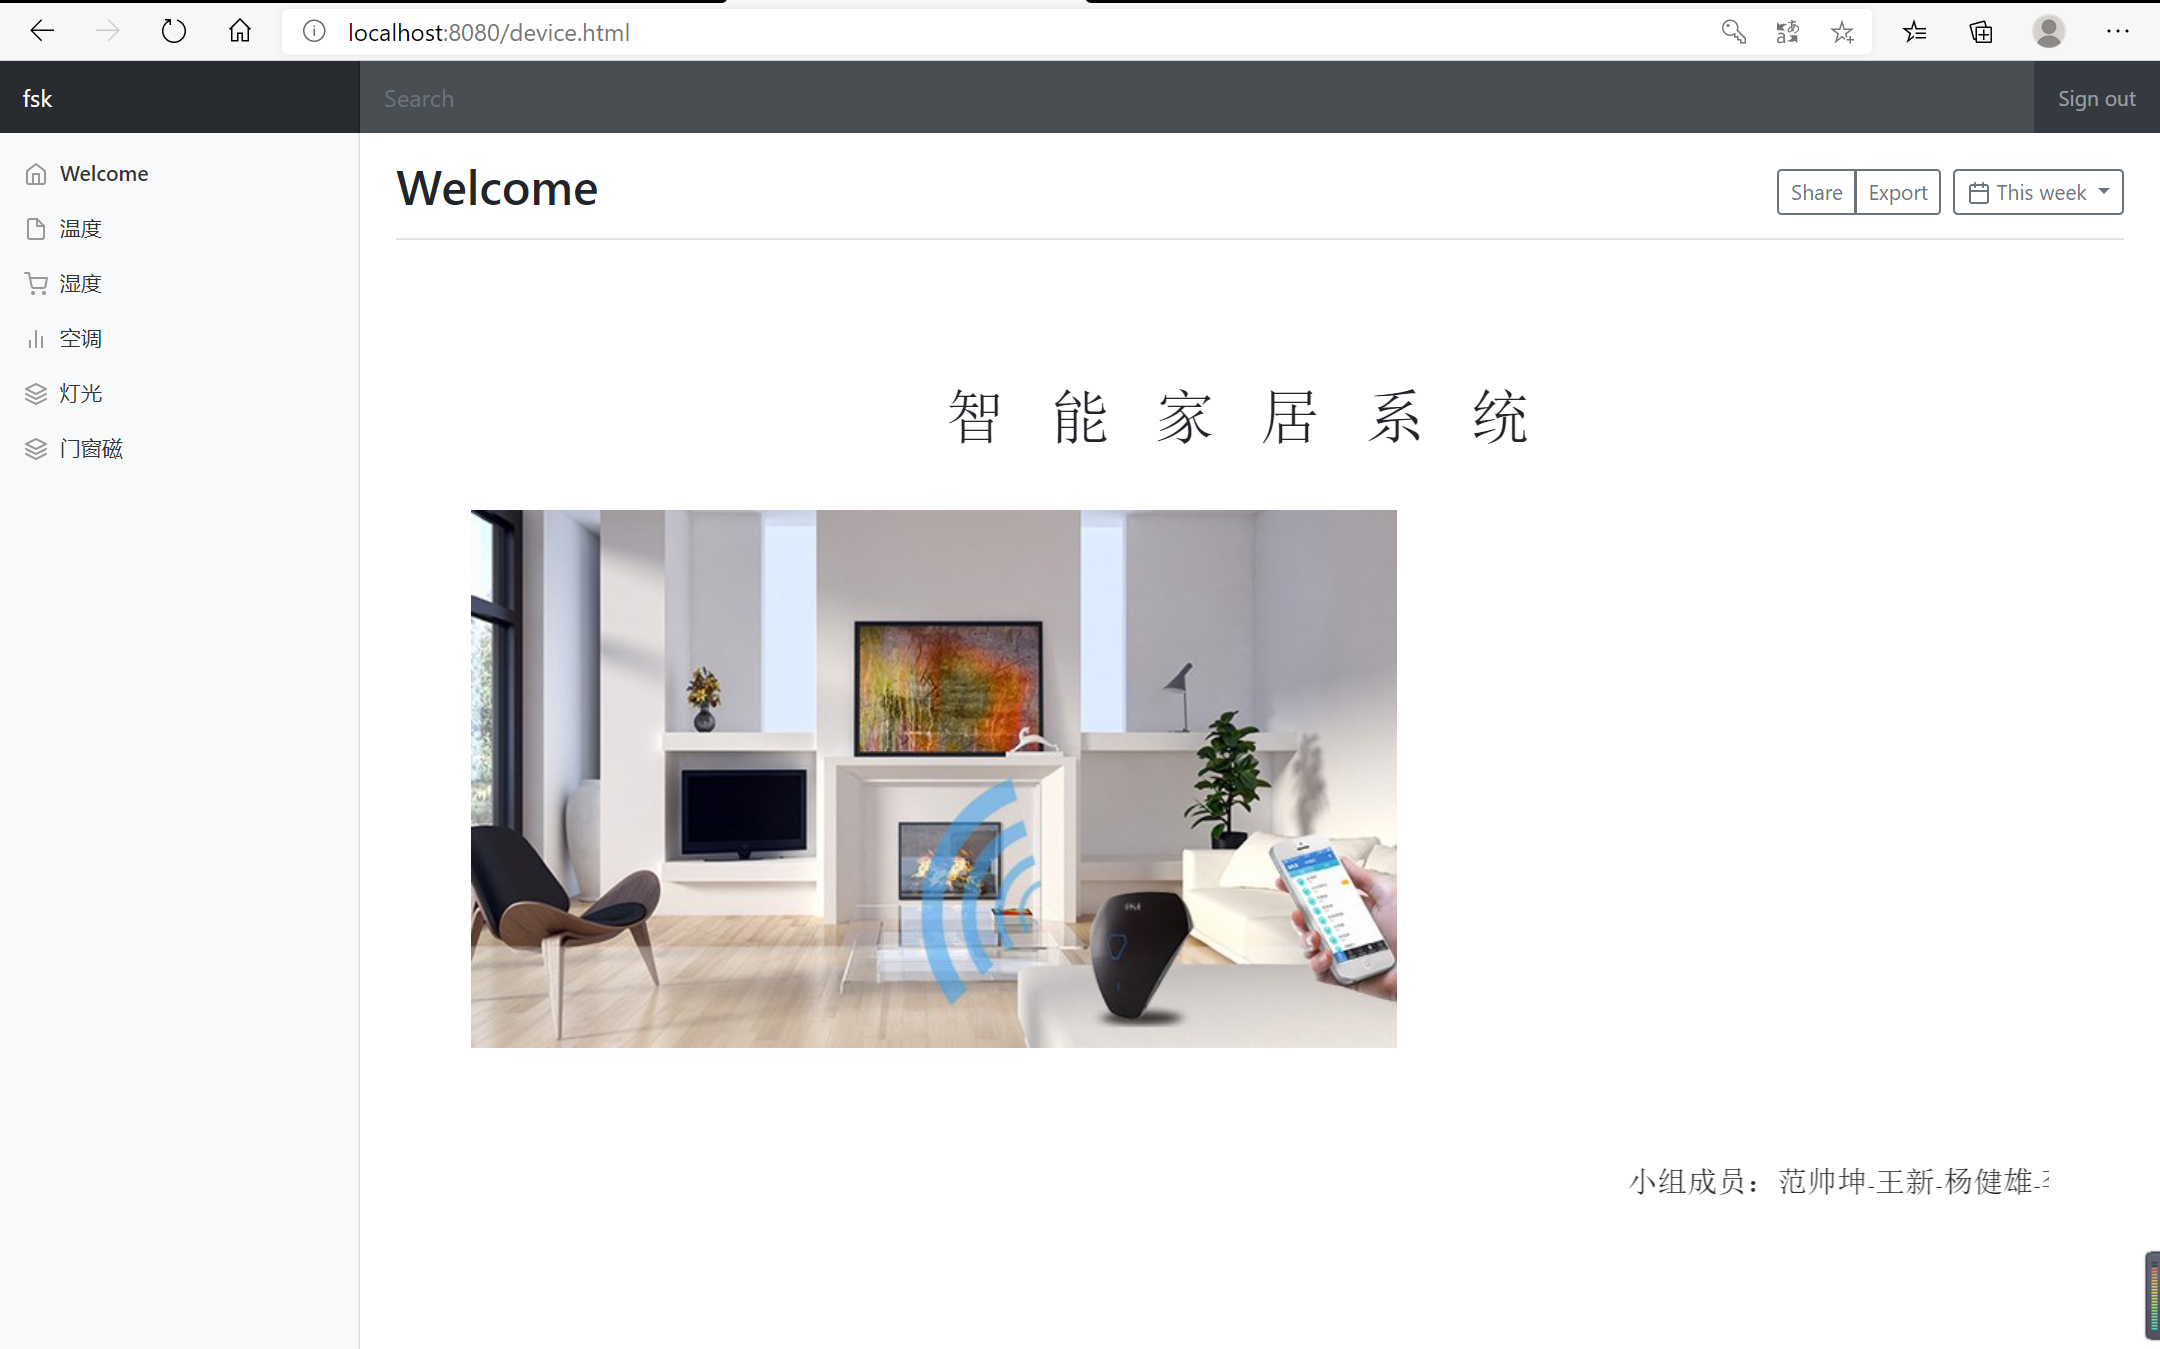 localhost:8080/device.html
fsk
Search
Sign out
Welcome
温度
湿度
空调
灯光
门窗磁
Welcome
Share
Export
This week
智 能 家 居 系 统
小组成员：范帅坤-王新-杨健雄-